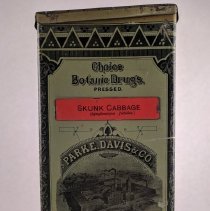 Choice
Botanic Drugs,
PRESSED.
SKUNK CABBAGE
PARKE, DAVIS & CO.